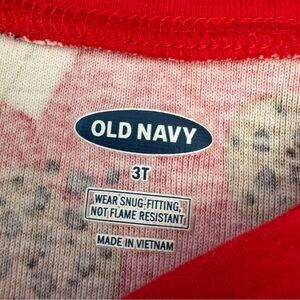 OLD NAVY
3T
WEAR SNUG-FITTING,
NOT FLAME RESISTANT
MADE IN VIETNAM